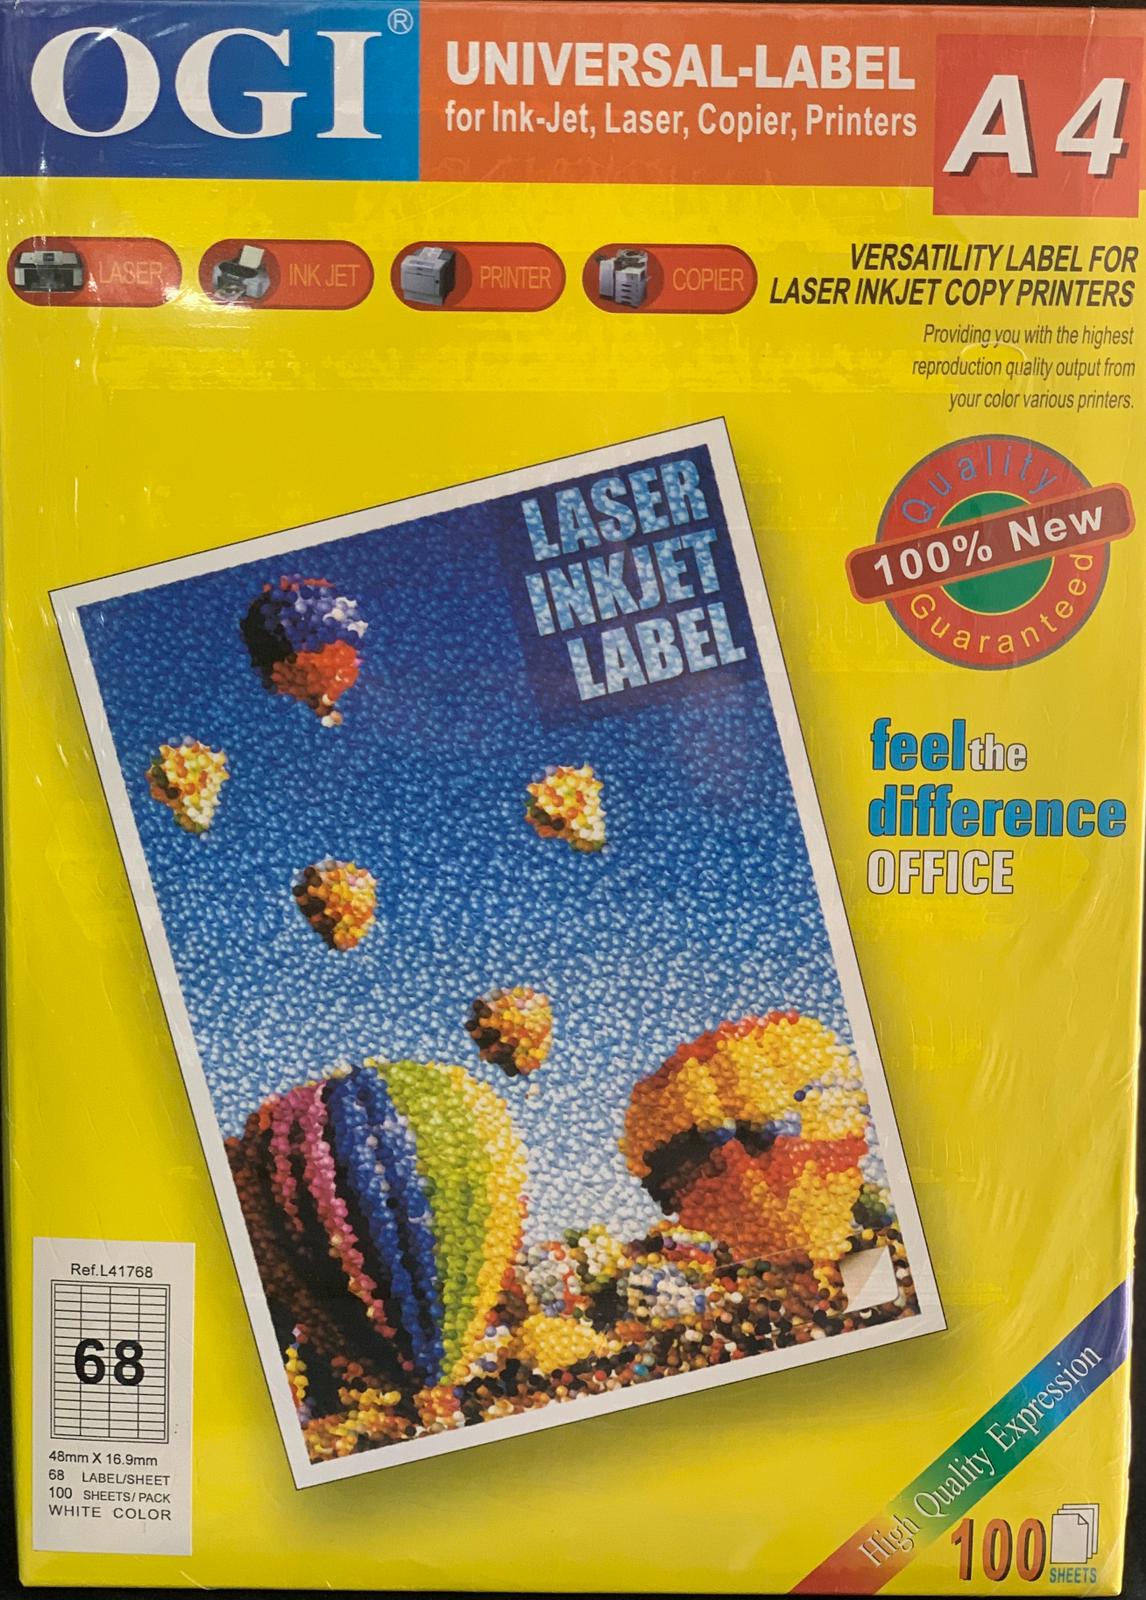 OGI®
UNIVERSAL-LABEL
for Ink-Jet, Laser, Copier, Printers
A4
LASER
INK JET
PRINTER
COPIER
VERSATILITY LABEL FOR
LASER INKJET COPY PRINTERS
Providing you with the highest
reproduction quality output from
your color various printers.
LASER
INKJET
LABEL
Quality
100% New
Guaranteed
feel the
difference
OFFICE
Ref.L41768
68
48mm X 16.9mm
68 LABEL/SHEET
100 SHEETS/PACK
WHITE COLOR
High Quality Expression
100
SHEETS